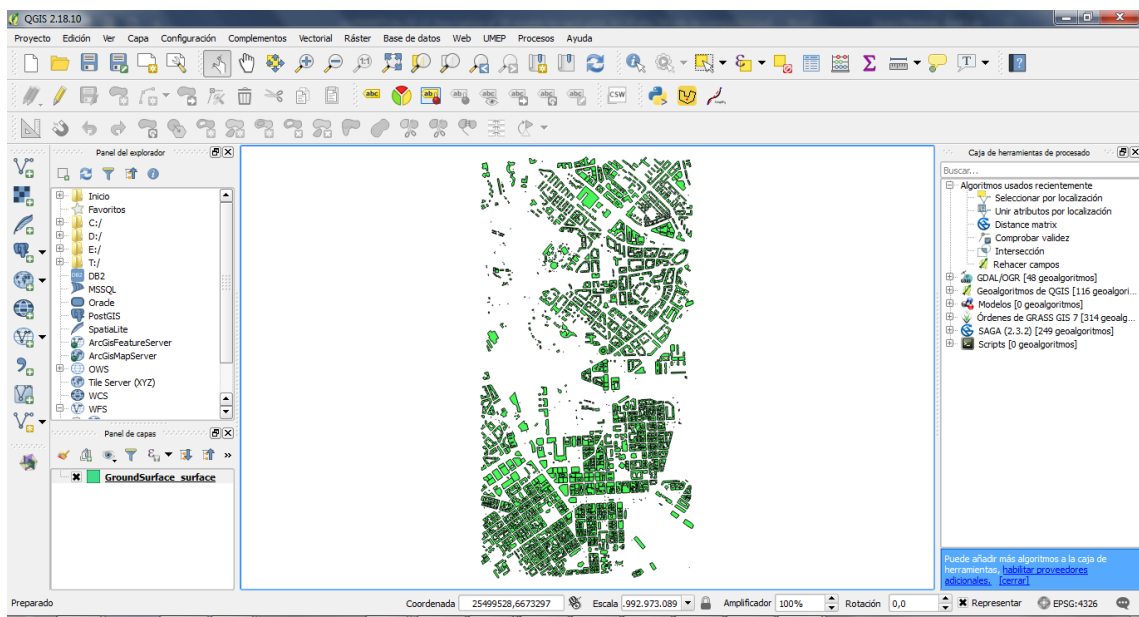 QGIS 2.18.10
Proyecto Edición Ver Capa Configuración Complementos Vectorial Ráster Base de datos Web UMEP Procesos Ayuda
Panel del explorador
Inicio
Favoritos
C:/
D:/
E:/
T:/
DB2
MSSQL
Oracle
PostGIS
SpatiaLite
ArcGisFeatureServer
ArcGisMapServer
OWS
Tile Server (XYZ)
WCS
WFS
Panel de capas
GroundSurface surface
Caja de herramientas de procesado
Buscar...
Algoritmos usados recientemente
Seleccionar por localización
Unir atributos por localización
Distance matrix
Comprobar validez
Intersección
Rehacer campos
GDAL/OGR [48 geoalgoritmos]
Geoalgoritmos de QGIS [116 geoalgori...
Modelos [0 geoalgoritmos]
Órdenes de GRASS GIS 7 [314 geoalg...
SAGA (2.3.2) [249 geoalgoritmos]
Scripts [0 geoalgoritmos]
Puede añadir más algoritmos a la caja de
herramientas, habilitar proveedores
adicionales. [cerrar]
Preparado Coordenada 25499528,6673297 Escala .992.973.089 Amplificador 100% Rotación 0,0 Representar EPSG:4326